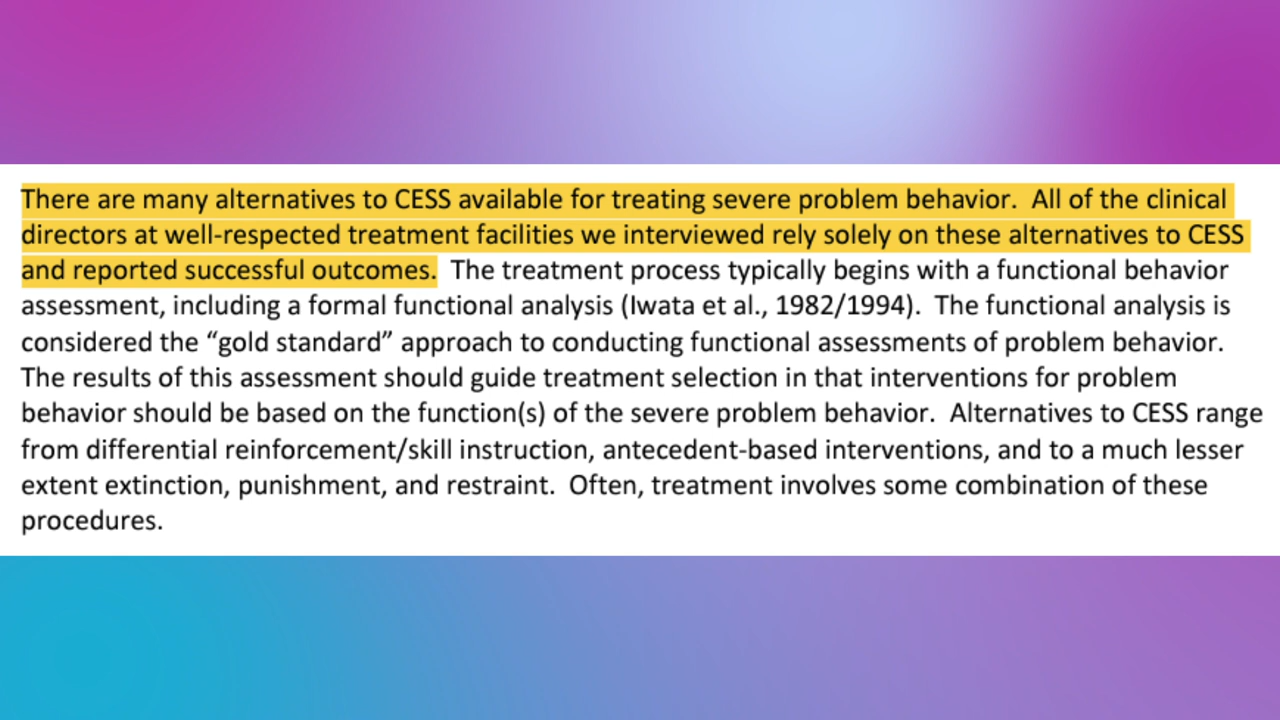 There are many alternatives to CESS available for treating severe problem behavior.  All of the clinical
directors at well-respected treatment facilities we interviewed rely solely on these alternatives to CESS
and reported successful outcomes.  The treatment process typically begins with a functional behavior
assessment, including a formal functional analysis (Iwata et al., 1982/1994).  The functional analysis is
considered the “gold standard” approach to conducting functional assessments of problem behavior.
The results of this assessment should guide treatment selection in that interventions for problem
behavior should be based on the function(s) of the severe problem behavior.  Alternatives to CESS range
from differential reinforcement/skill instruction, antecedent-based interventions, and to a much lesser
extent extinction, punishment, and restraint.  Often, treatment involves some combination of these
procedures.